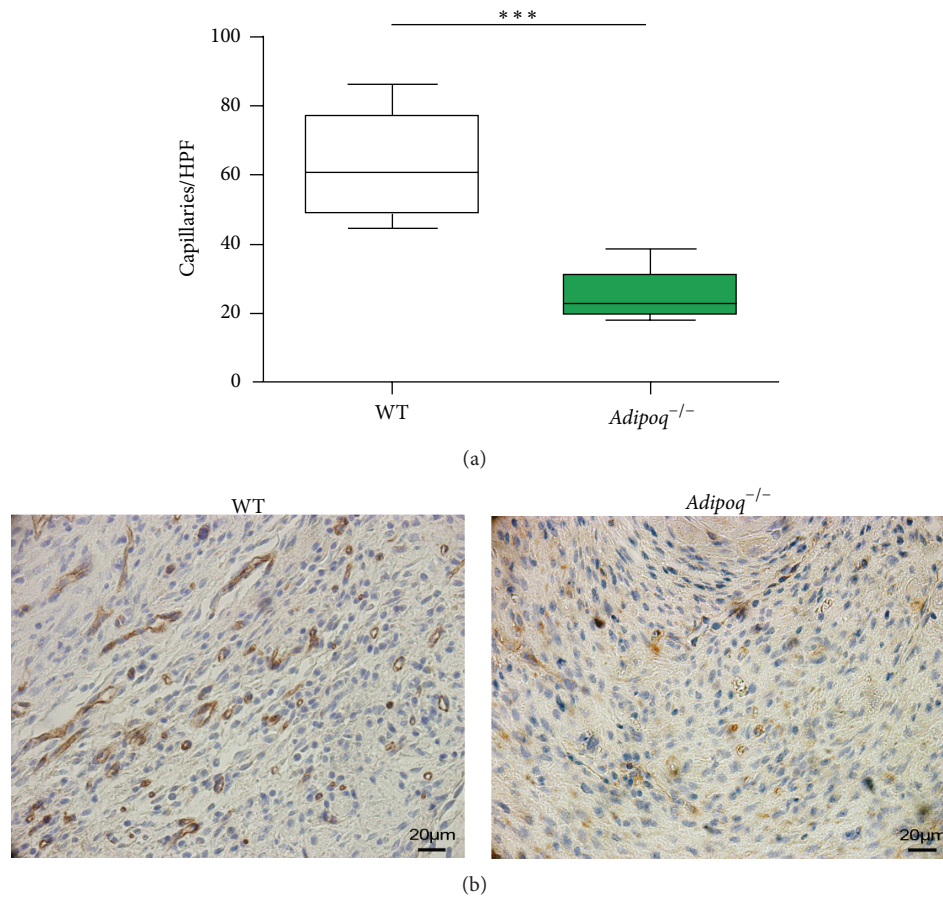 ***
100
80
60
40
20
0
Capillaries/HPF
WT
Adipoq−/−
(a)
WT
Adipoq−/−
20μm
20μm
(b)